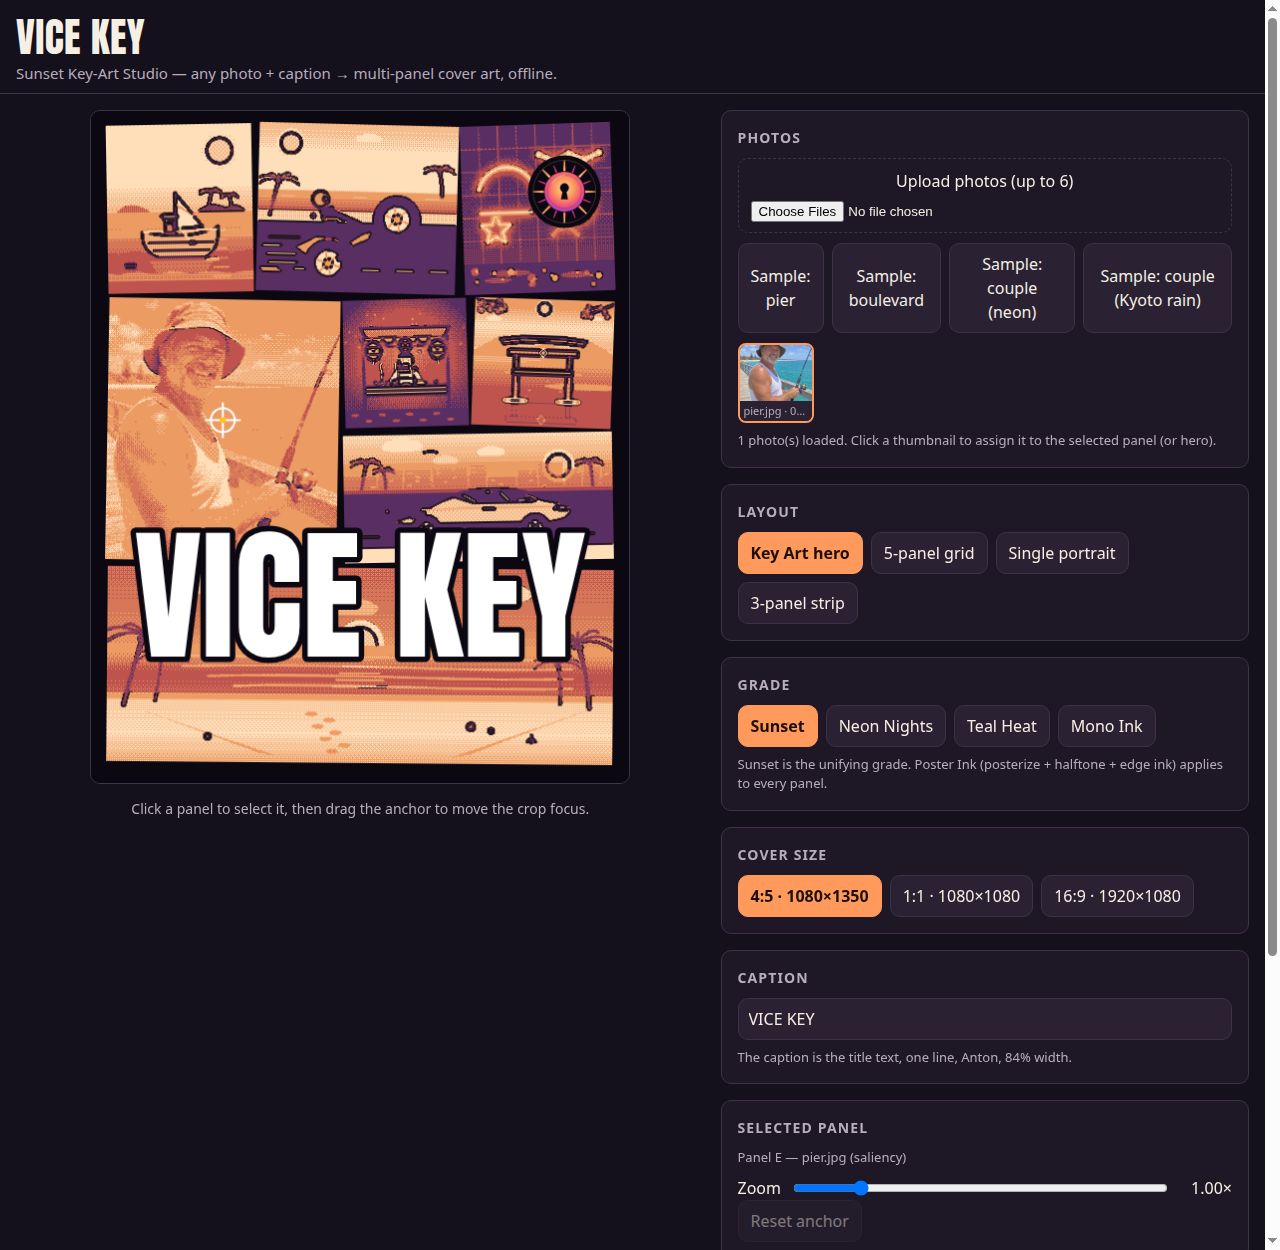 VICE KEY
Sunset Key-Art Studio — any photo + caption → multi-panel cover art, offline.
VICE KEY
Click a panel to select it, then drag the anchor to move the crop focus.
PHOTOS
Upload photos (up to 6)
Choose Files No file chosen
Sample: pier
Sample: boulevard
Sample: couple (neon)
Sample: couple (Kyoto rain)
pier.jpg · 0...
1 photo(s) loaded. Click a thumbnail to assign it to the selected panel (or hero).
LAYOUT
Key Art hero
5-panel grid
Single portrait
3-panel strip
GRADE
Sunset
Neon Nights
Teal Heat
Mono Ink
Sunset is the unifying grade. Poster Ink (posterize + halftone + edge ink) applies
to every panel.
COVER SIZE
4:5 · 1080×1350
1:1 · 1080×1080
16:9 · 1920×1080
CAPTION
VICE KEY
The caption is the title text, one line, Anton, 84% width.
SELECTED PANEL
Panel E — pier.jpg (saliency)
Zoom 1.00×
Reset anchor